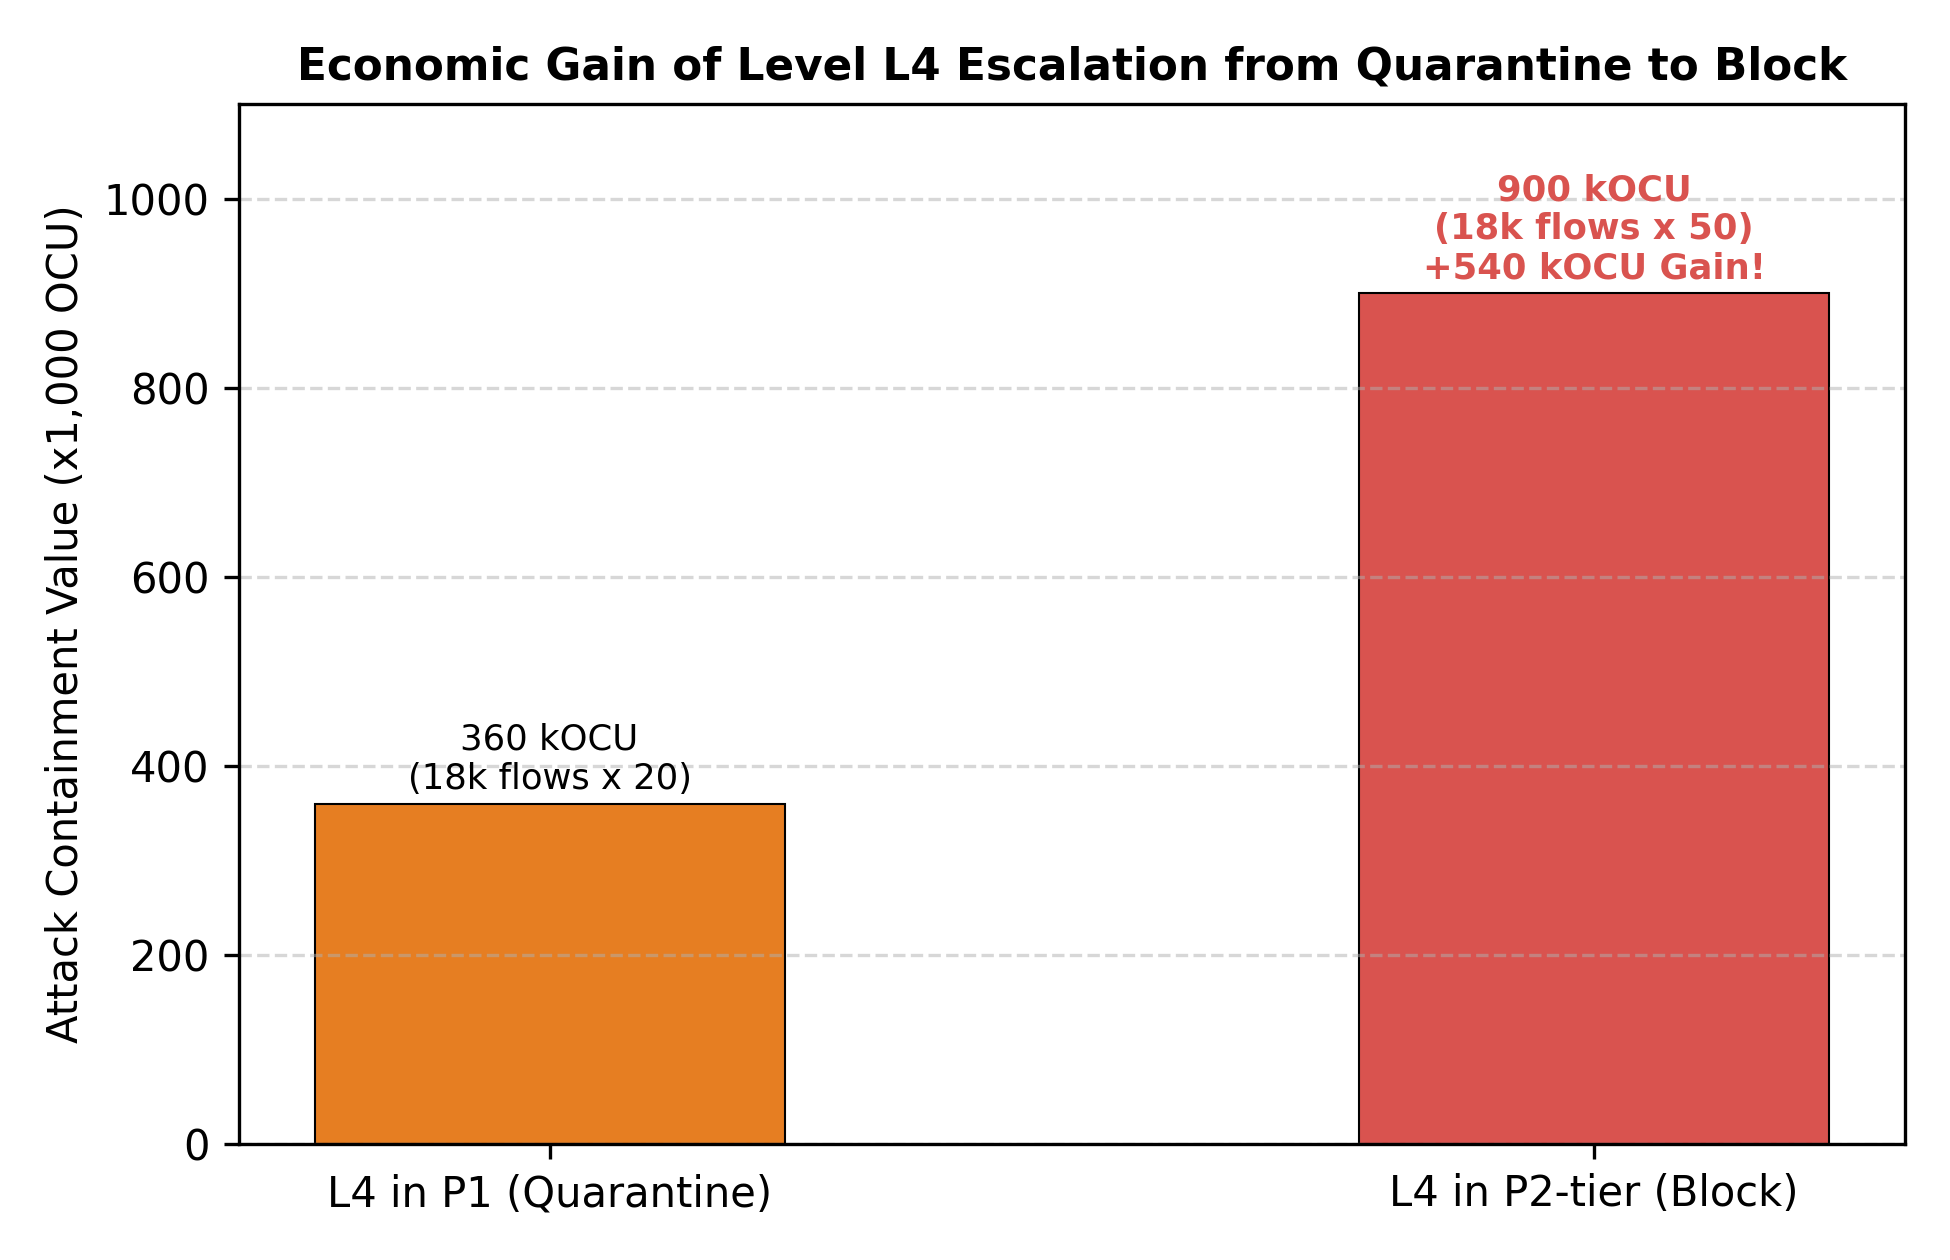 Economic Gain of Level L4 Escalation from Quarantine to Block
Attack Containment Value (x1,000 OCU)
1000
800
600
400
200
0
360 kOCU
(18k flows x 20)
900 kOCU
(18k flows x 50)
+540 kOCU Gain!
L4 in P1 (Quarantine)
L4 in P2-tier (Block)